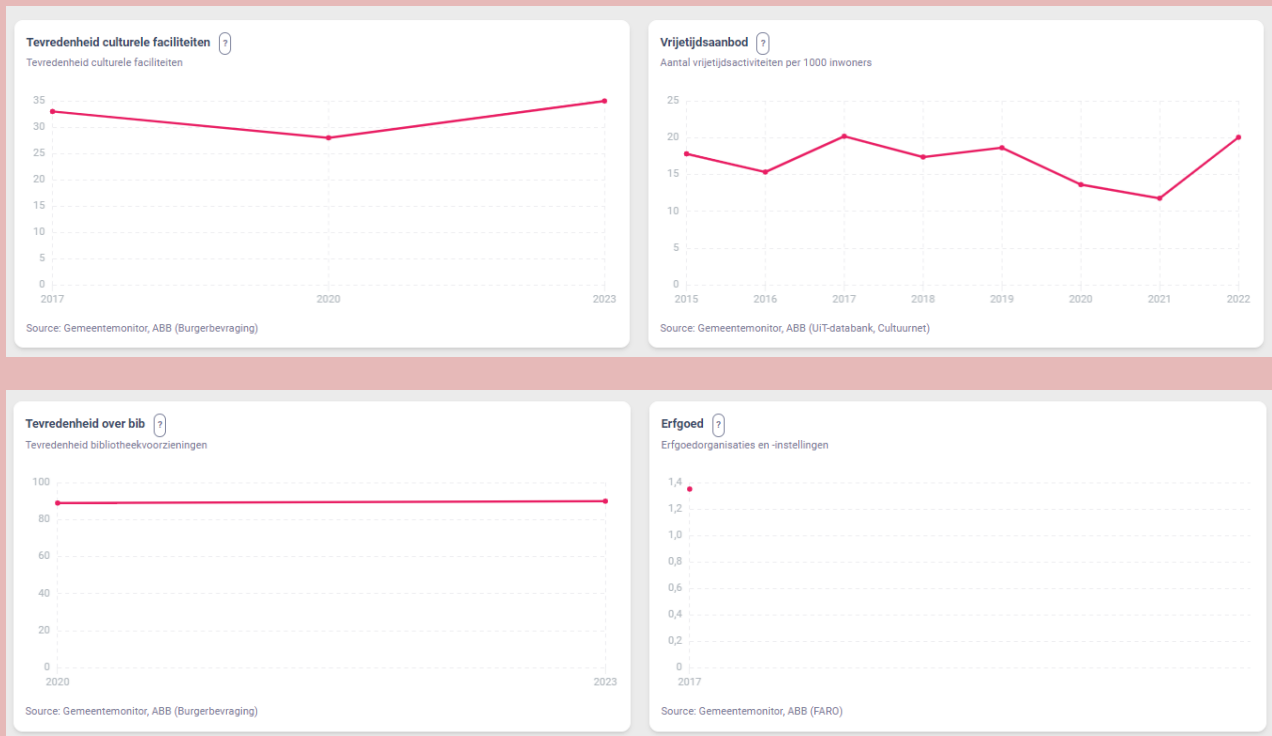 Tevredenheid culturele faciliteiten ?
Tevredenheid culturele faciliteiten
35
30
25
20
15
10
5
0
2017 2020 2023
Source: Gemeentemonitor, ABB (Burgerbevraging)
Vrijetijdsaanbod ?
Aantal vrijetijdsactiviteiten per 1000 inwoners
25
20
15
10
5
0
2015 2016 2017 2018 2019 2020 2021 2022
Source: Gemeentemonitor, ABB (UiT-databank, Cultuurnet)
Tevredenheid over bib ?
Tevredenheid bibliotheekvoorzieningen
100
80
60
40
20
0
2020 2023
Source: Gemeentemonitor, ABB (Burgerbevraging)
Erfgoed ?
Erfgoedorganisaties en -instellingen
1,4
1,2
1,0
0,8
0,6
0,4
0,2
0
2017
Source: Gemeentemonitor, ABB (FARO)